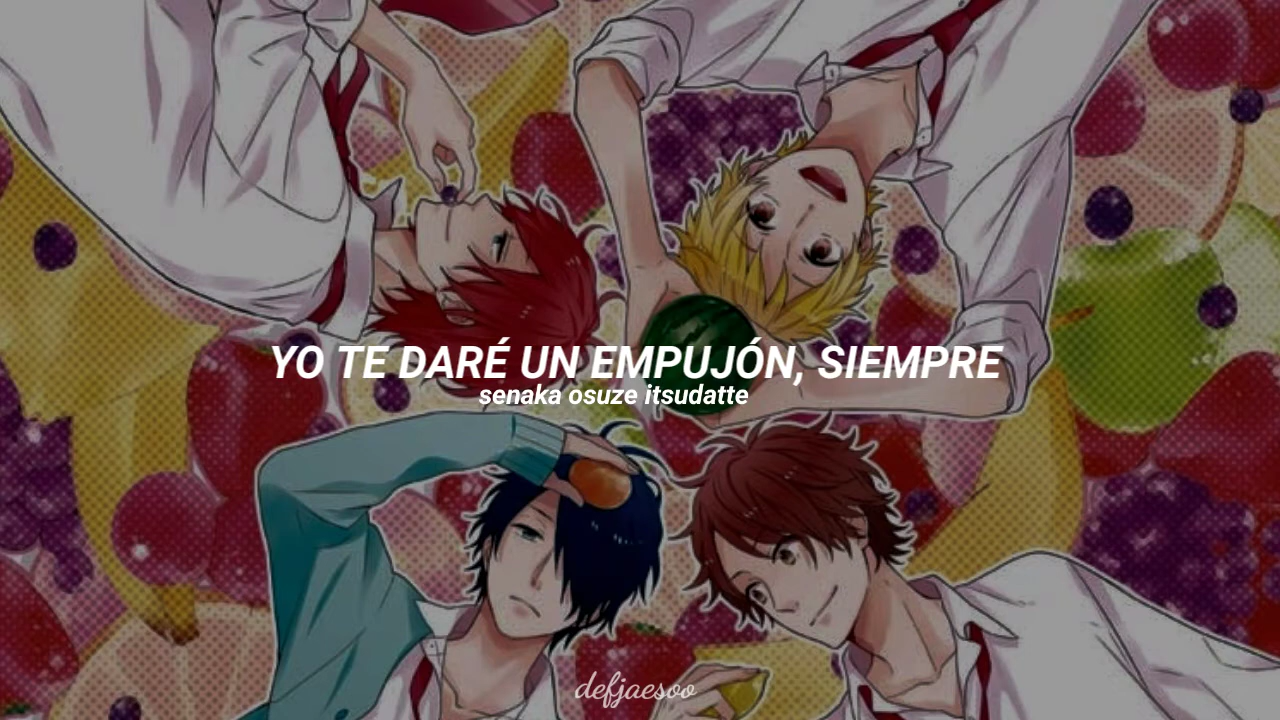 YO TE DARÉ UN EMPUJÓN, SIEMPRE
senaka osuze itsudatte
defjaesoo